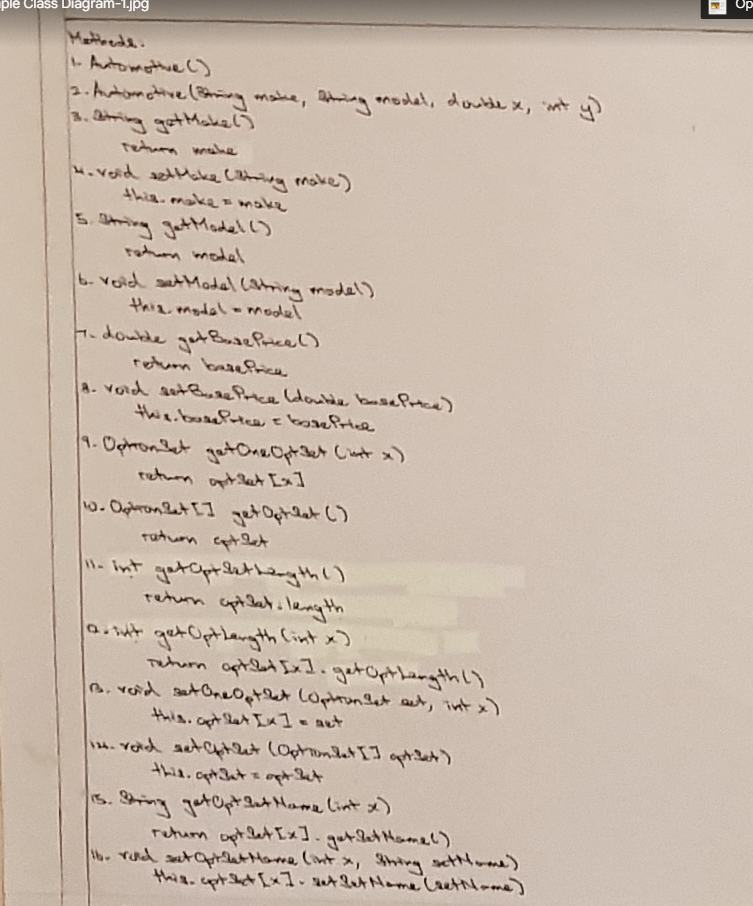 ple Class Diagram-1.jpg
Op
Methods:
1. Automotive()
2. Automotive(String make, String model, double x, int y)
3. String getMake()
return make
4. void setMake(String make)
this.make = make
5. String getModel()
return model
6. void setModel(String model)
this.model = model
7. double getBasePrice()
return basePrice
8. void setBasePrice(double basePrice)
this.basePrice = basePrice
9. OptionSet getOneOptSet(int x)
return optSet[x]
10. OptionSet[] getOptSet()
return optSet
11. int getOptSetLength()
return optSet.length
12. int getOptLength(int x)
return optSet[x].getOptLength()
13. void setOneOptSet(OptionSet set, int x)
this.optSet[x] = set
14. void setOptSet(OptionSet[] optSet)
this.optSet = optSet
15. String getOptSetName(int x)
return optSet[x].getSetName()
16. void setOptSetName(int x, String setName)
this.optSet[x].setSetName(setName)